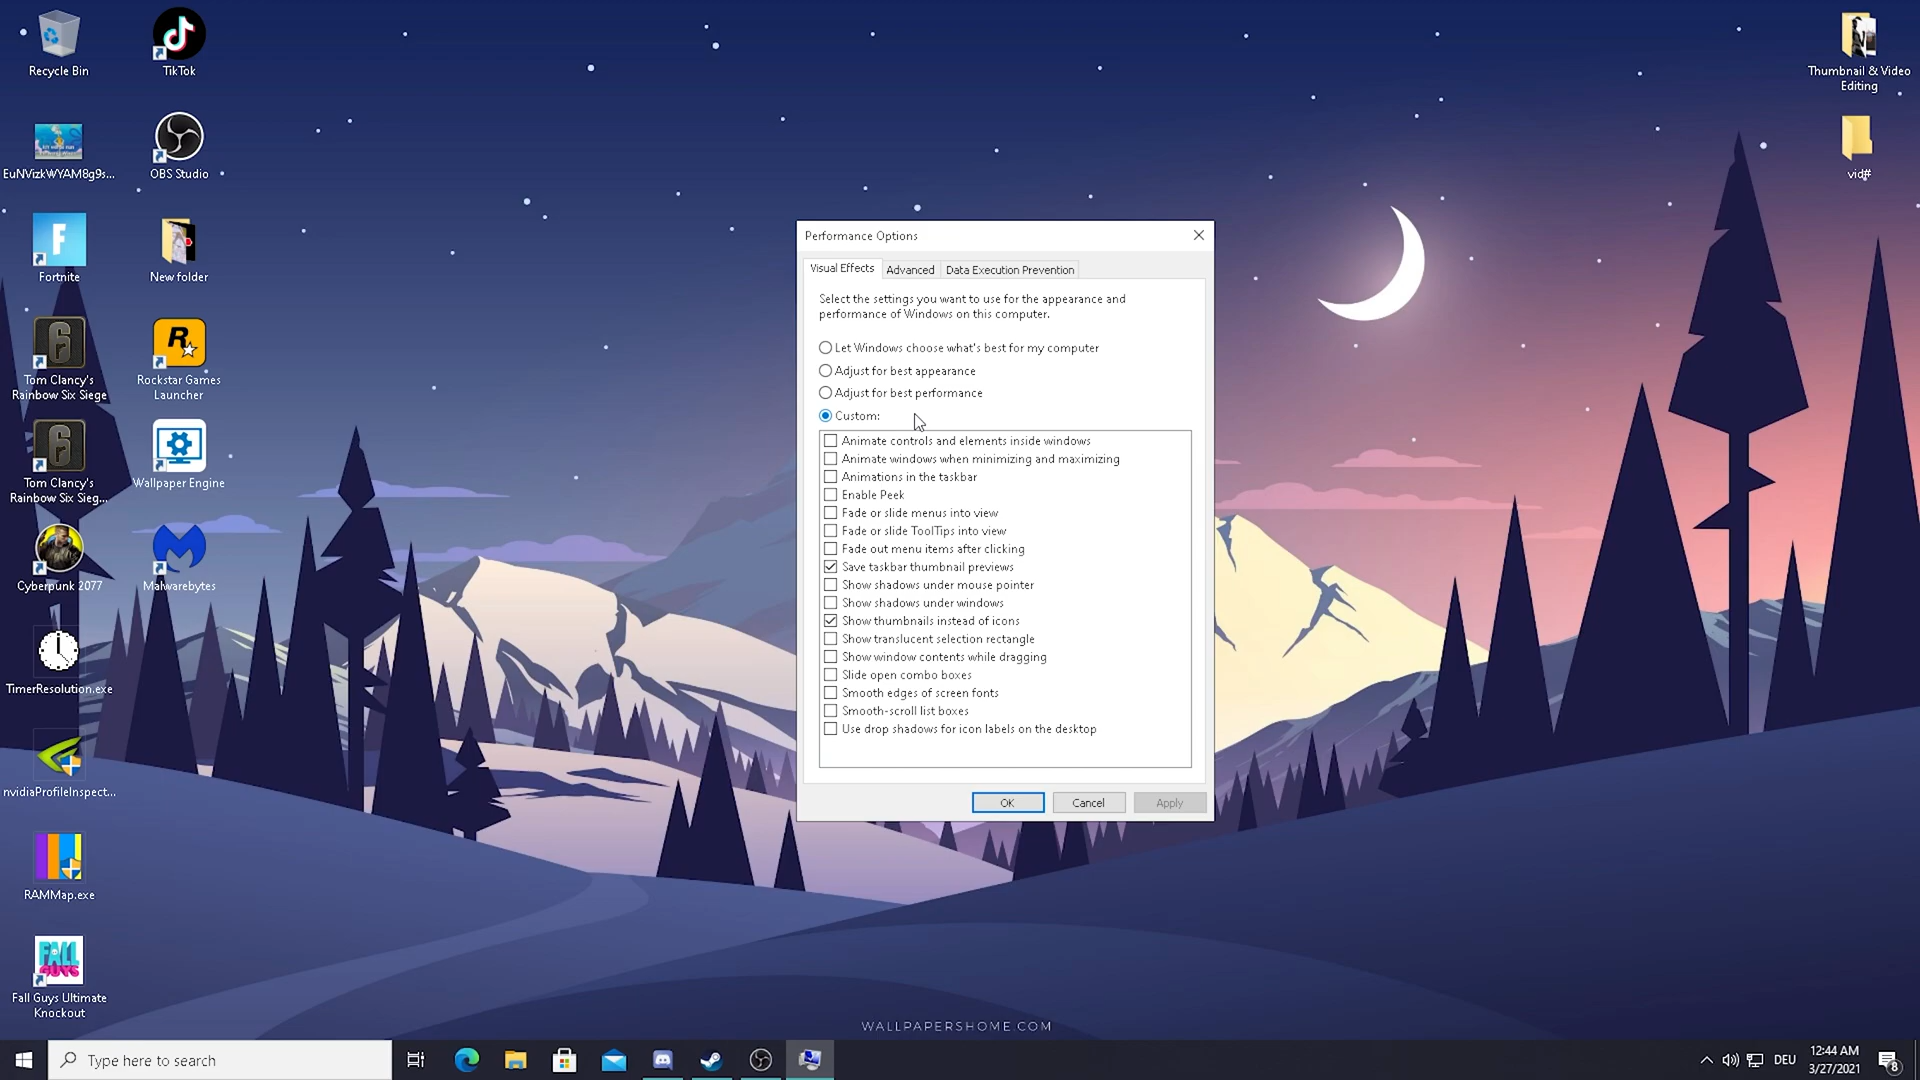 Recycle Bin
TikTok
EuNVizkWYAM8g9s...
OBS Studio
F
Fortnite
New folder
6
Tom Clancy's
Rainbow Six Siege
R
Rockstar Games
Launcher
6
Tom Clancy's
Rainbow Six Sieg...
Wallpaper Engine
Cyberpunk 2077
Malwarebytes
TimerResolution.exe
nvidiaProfileInspect...
RAMMap.exe
FALL
GUYS
Fall Guys Ultimate
Knockout
Thumbnail & Video
Editing
vid#
Performance Options
Visual Effects
Advanced
Data Execution Prevention
Select the settings you want to use for the appearance and
performance of Windows on this computer.
Let Windows choose what's best for my computer
Adjust for best appearance
Adjust for best performance
Custom:
Animate controls and elements inside windows
Animate windows when minimizing and maximizing
Animations in the taskbar
Enable Peek
Fade or slide menus into view
Fade or slide ToolTips into view
Fade out menu items after clicking
Save taskbar thumbnail previews
Show shadows under mouse pointer
Show shadows under windows
Show thumbnails instead of icons
Show translucent selection rectangle
Show window contents while dragging
Slide open combo boxes
Smooth edges of screen fonts
Smooth-scroll list boxes
Use drop shadows for icon labels on the desktop
OK
Cancel
Apply
WALLPAPERSHOME.COM
Type here to search
DEU
12:44 AM
3/27/2021
8